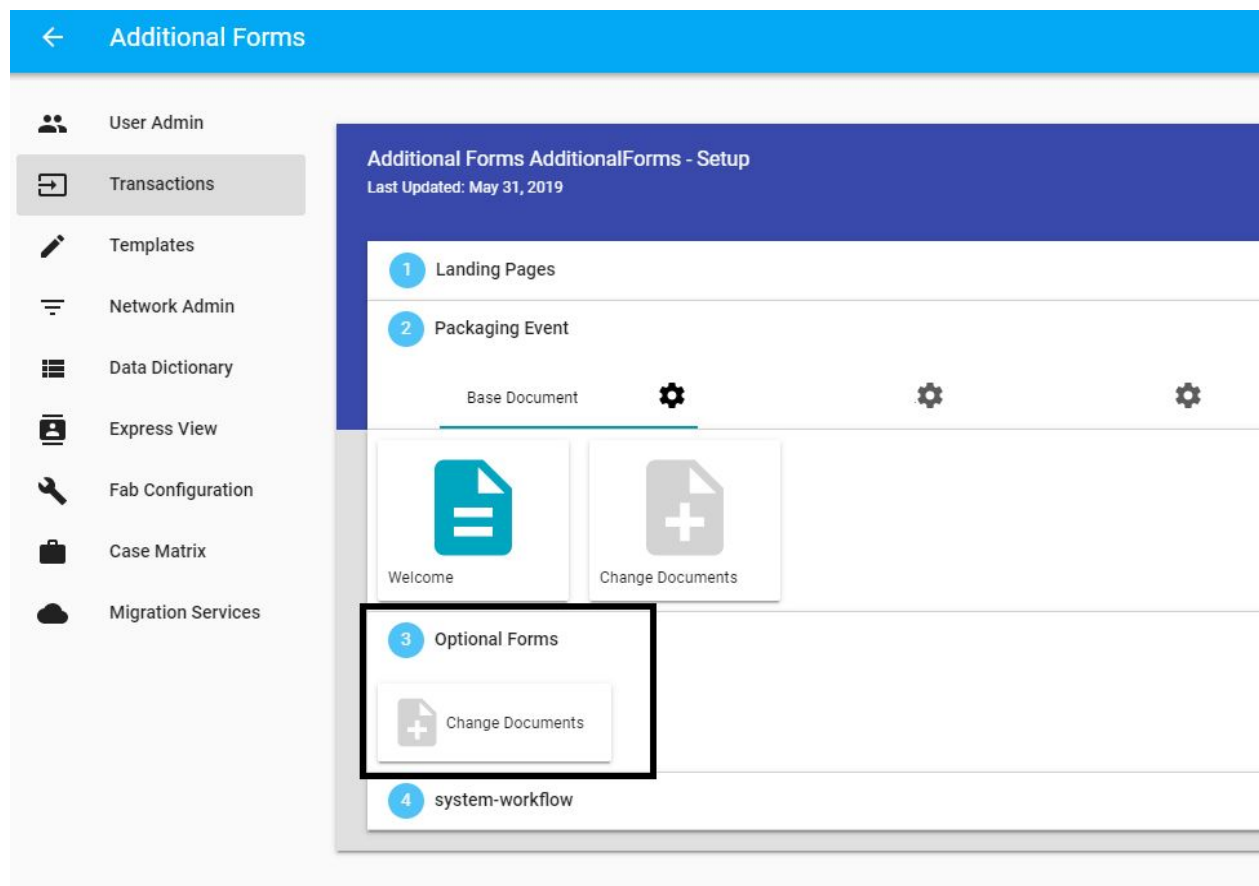 Additional Forms
User Admin
Transactions
Templates
Network Admin
Data Dictionary
Express View
Fab Configuration
Case Matrix
Migration Services
Additional Forms AdditionalForms - Setup
Last Updated: May 31, 2019
1 Landing Pages
2 Packaging Event
Base Document
Welcome
Change Documents
3 Optional Forms
Change Documents
4 system-workflow